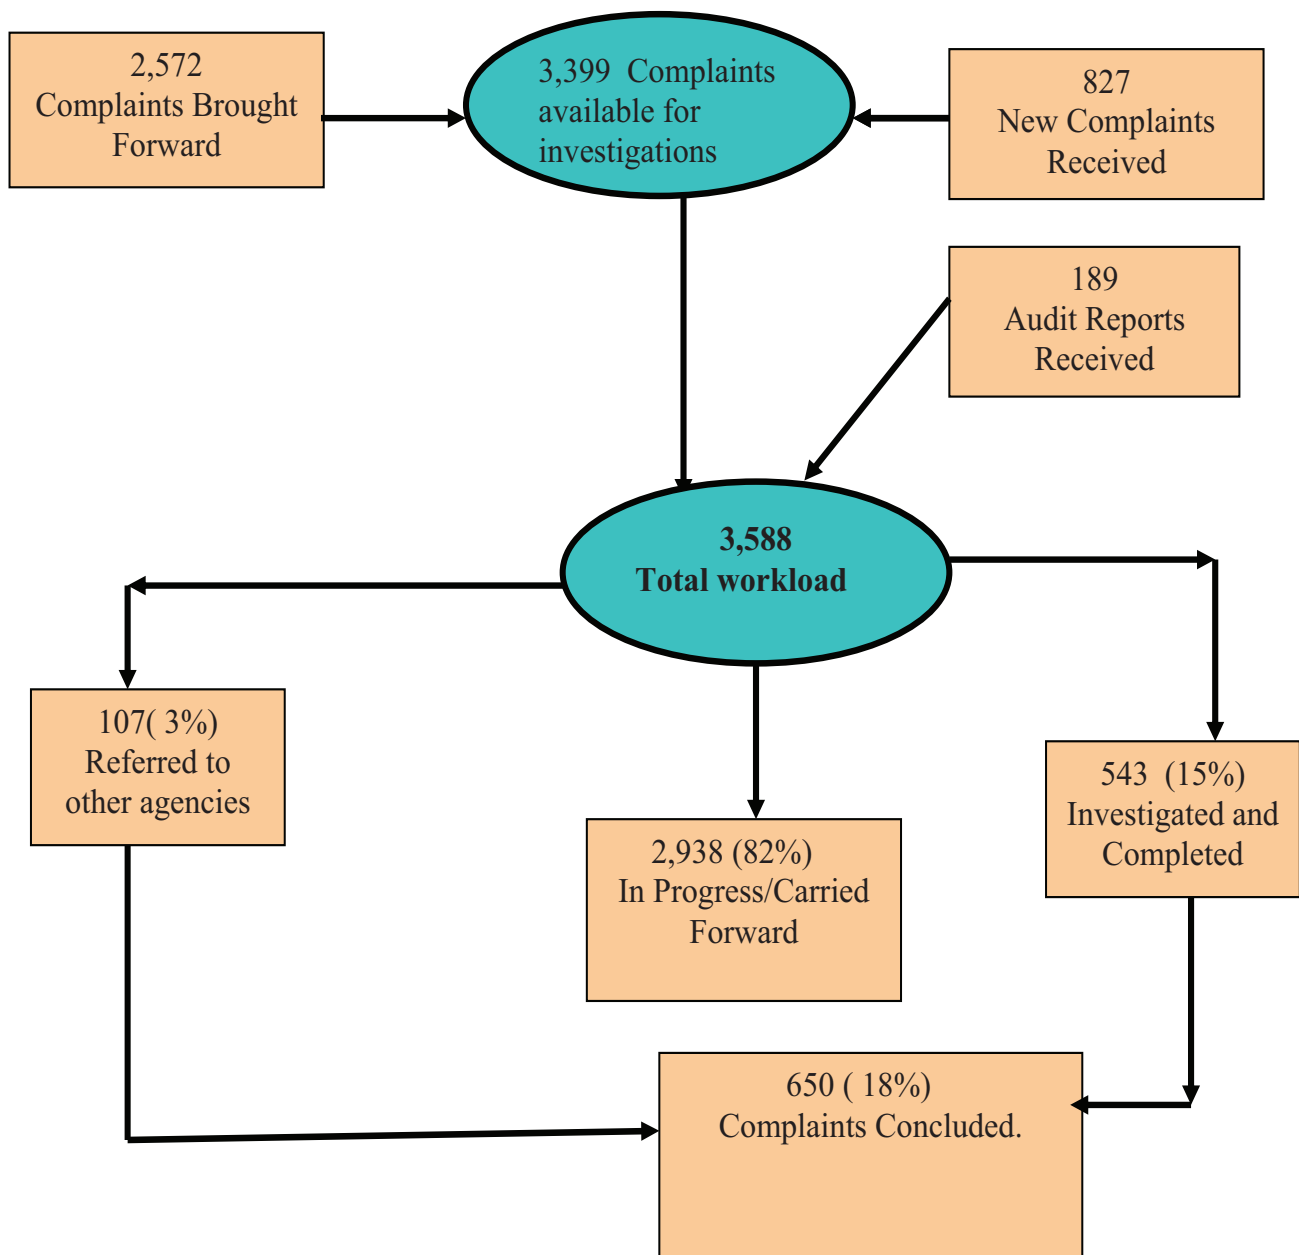 2,572
Complaints Brought
Forward
3,399 Complaints
available for
investigations
827
New Complaints
Received
189
Audit Reports
Received
3,588
Total workload
107( 3%)
Referred to
other agencies
2,938 (82%)
In Progress/Carried
Forward
543 (15%)
Investigated and
Completed
650 ( 18%)
Complaints Concluded.